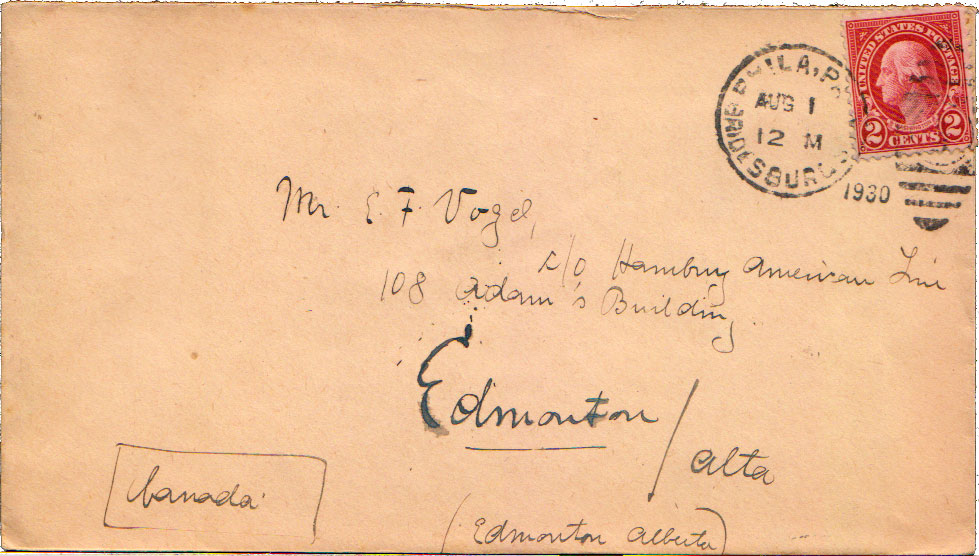 PHILA, PA.
BRIDESBURG
AUG 1
12 M
1930
UNITED STATES POSTAGE
2 CENTS 2
Mr. E. F. Vogel,
c/o Hamburg American Line
108 Adam's Building
Edmonton
/ Alta
Canada
(Edmonton Alberta)